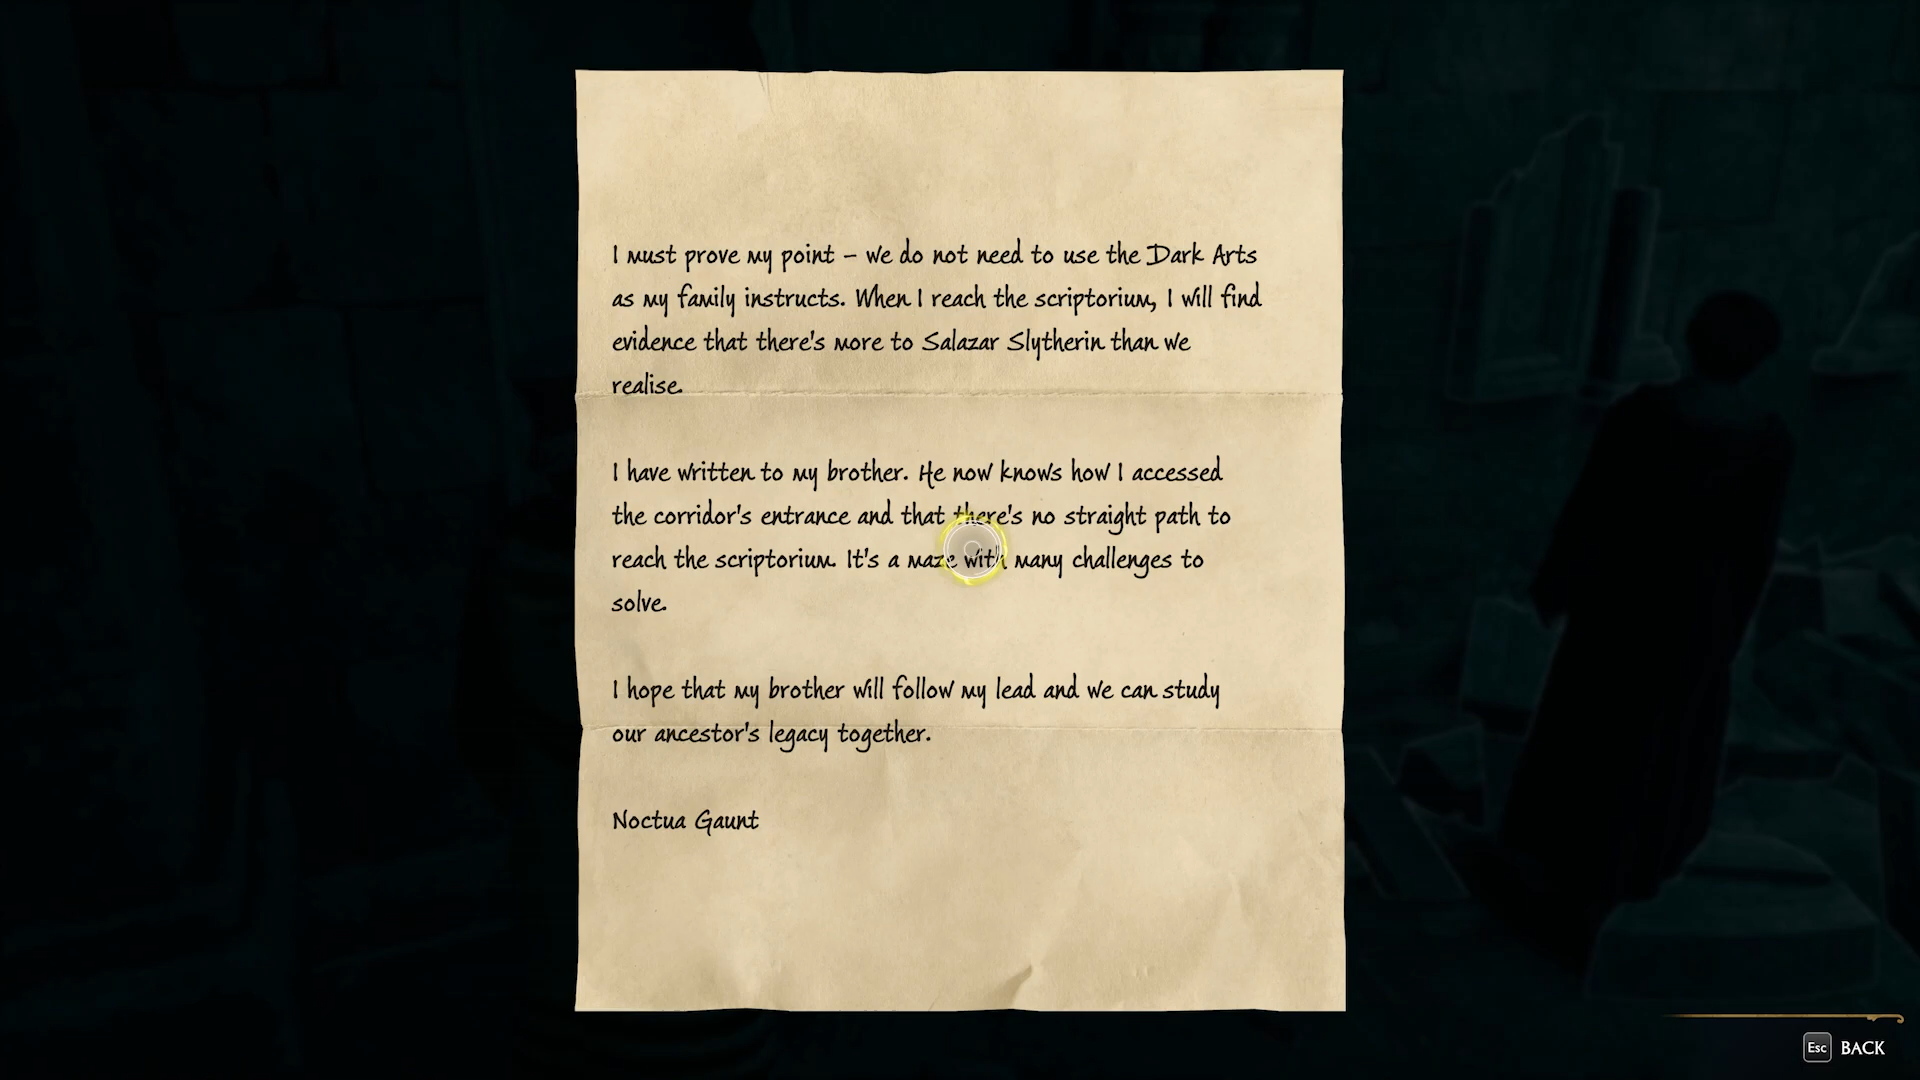 I must prove my point – we do not need to use the Dark Arts
as my family instructs. When I reach the scriptorium, I will find
evidence that there's more to Salazar Slytherin than we
realise.
I have written to my brother. He now knows how I accessed
the corridor's entrance and that there's no straight path to
reach the scriptorium. It's a maze with many challenges to
solve.
I hope that my brother will follow my lead and we can study
our ancestor's legacy together.
Noctua Gaunt
Esc BACK